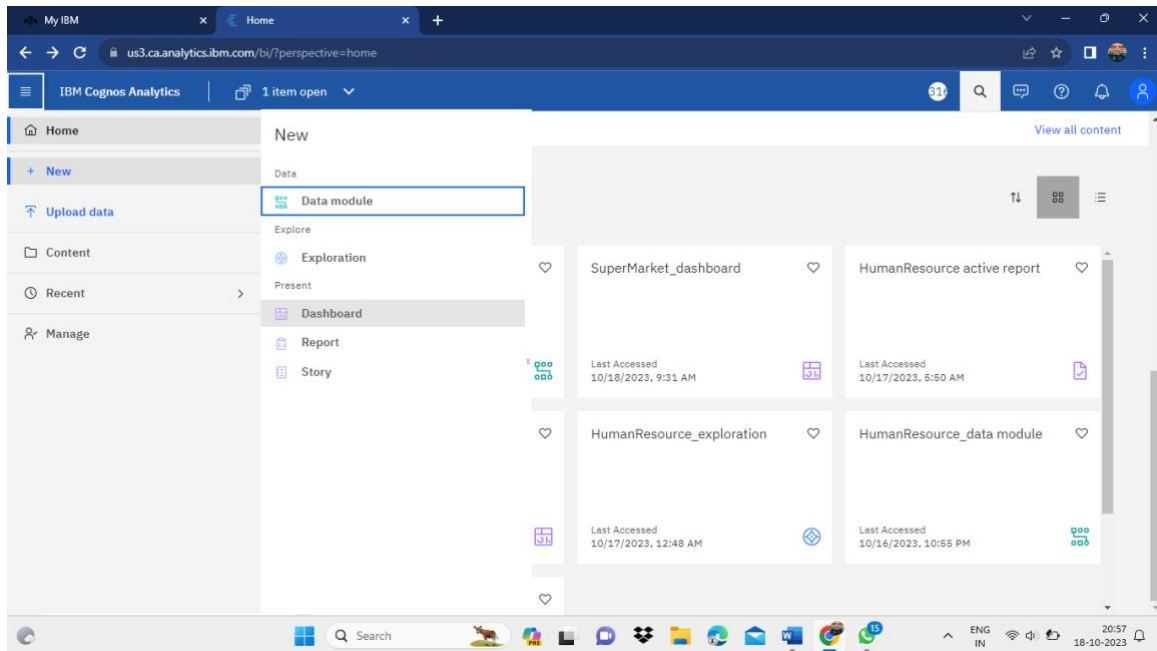 My IBM
Home
us3.ca.analytics.ibm.com/bi/?perspective=home
IBM Cognos Analytics
1 item open
Home
New
View all content
New
Data
Upload data
Data module
Explore
Content
Exploration
SuperMarket_dashboard
HumanResource active report
Recent
Present
Dashboard
Manage
Report
Last Accessed
10/18/2023, 9:31 AM
Last Accessed
10/17/2023, 5:50 AM
Story
HumanResource_exploration
HumanResource_data module
Last Accessed
10/17/2023, 12:48 AM
Last Accessed
10/16/2023, 10:55 PM
Search
PRE
15
ENG
IN
20:57
18-10-2023